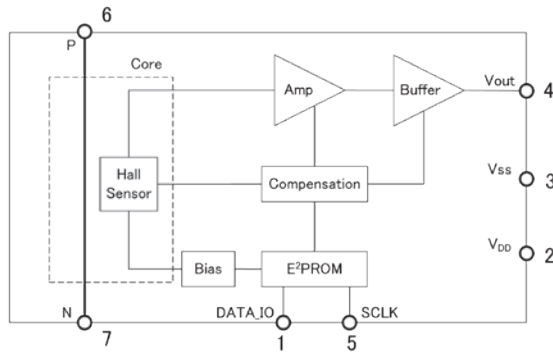 6
P
Core
Amp
Buffer
Vout
4
Hall
Sensor
Compensation
Vss
3
VDD
2
Bias
E²PROM
N
DATA_IO
SCLK
7
1
5